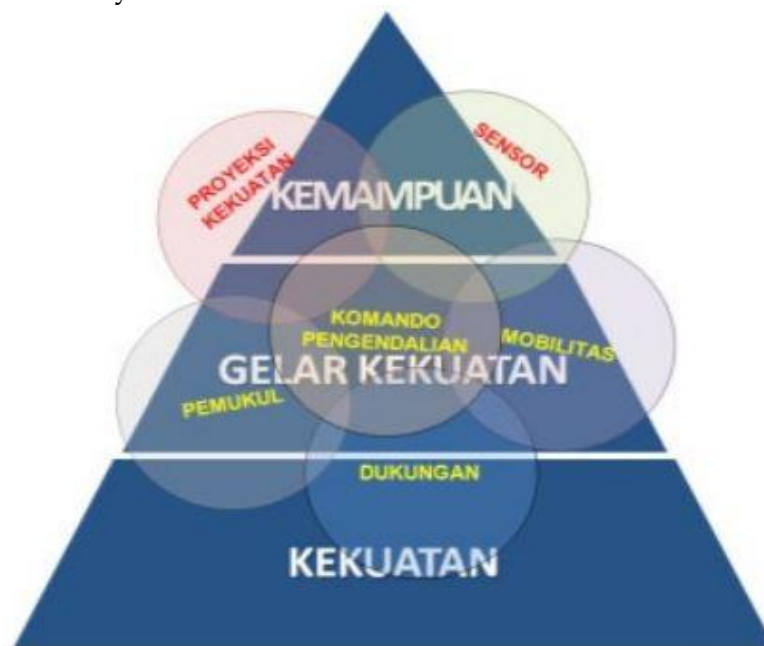 PROYEKSI
KEKUATAN
SENSOR
KEMAMPUAN
KOMANDO
PENGENDALIAN
MOBILITAS
GELAR KEKUATAN
PEMUKUL
DUKUNGAN
KEKUATAN